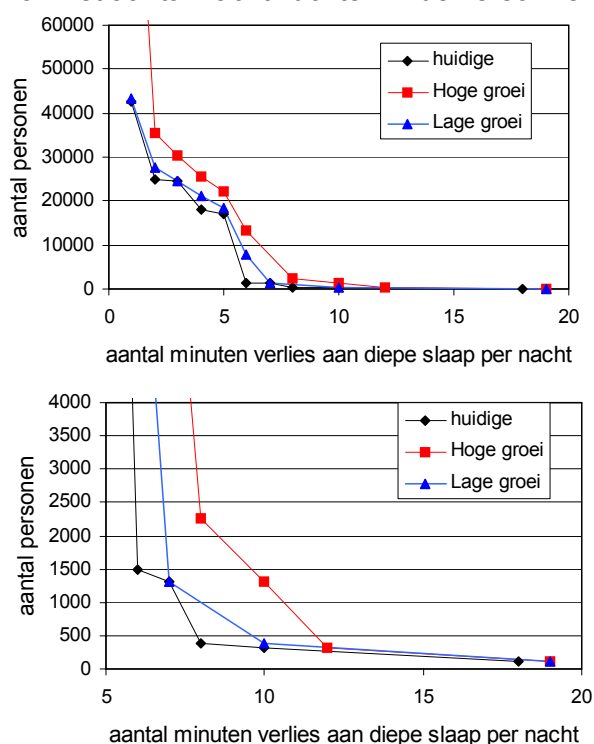 60000
50000
40000
30000
20000
10000
0
aantal personen
huidige
Hoge groei
Lage groei
0 5 10 15 20
aantal minuten verlies aan diepe slaap per nacht
4000
3500
3000
2500
2000
1500
1000
500
0
aantal personen
huidige
Hoge groei
Lage groei
5 10 15 20
aantal minuten verlies aan diepe slaap per nacht